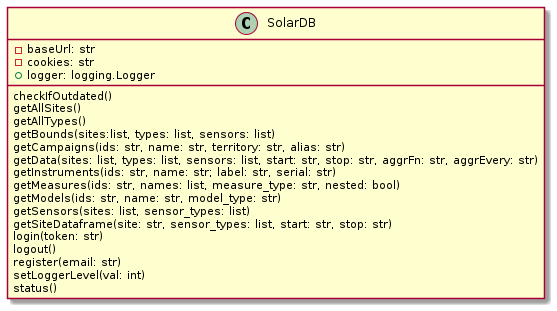 C SolarDB
baseUrl: str
cookies: str
logger: logging.Logger
checkIfOutdated()
getAllSites()
getAllTypes()
getBounds(sites:list, types: list, sensors: list)
getCampaigns(ids: str, name: str, territory: str, alias: str)
getData(sites: list, types: list, sensors: list, start: str, stop: str, aggrFn: str, aggrEvery: str)
getInstruments(ids: str, name: str; label: str, serial: str)
getMeasures(ids: str, names: list, measure_type: str, nested: bool)
getModels(ids: str, name: str, model_type: str)
getSensors(sites: list, sensor_types: list)
getSiteDataframe(site: str, sensor_types: list, start: str, stop: str)
login(token: str)
logout()
register(email: str)
setLoggerLevel(val: int)
status()